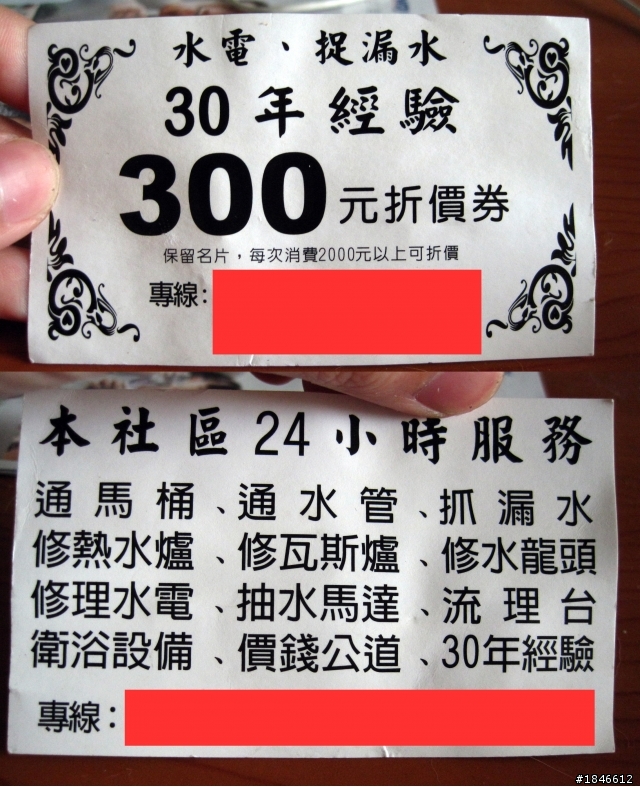 水電、捉漏水
30年經驗
300元折價券
保留名片，每次消費2000元以上可折價
專線：
本社區24小時服務
通馬桶、通水管、抓漏水
修熱水爐、修瓦斯爐、修水龍頭
修理水電、抽水馬達、流理台
衛浴設備、價錢公道、30年經驗
專線：
#1846612